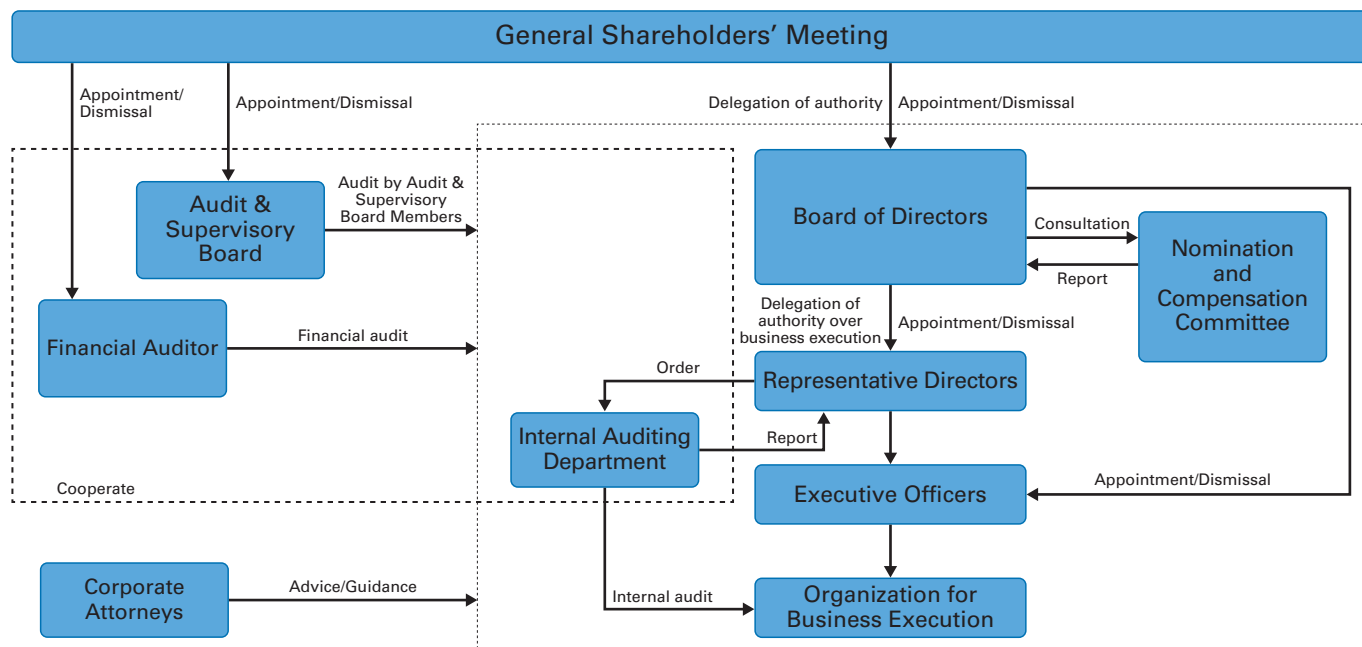 General Shareholders’ Meeting
Appointment/
Dismissal
Appointment/Dismissal
Delegation of authority
Appointment/Dismissal
Audit &
Supervisory
Board
Audit by Audit &
Supervisory
Board Members
Board of Directors
Consultation
Report
Nomination
and
Compensation
Committee
Financial Auditor
Financial audit
Delegation of
authority over
business execution
Appointment/Dismissal
Order
Representative Directors
Internal Auditing
Department
Report
Cooperate
Executive Officers
Appointment/Dismissal
Corporate
Attorneys
Advice/Guidance
Internal audit
Organization for
Business Execution